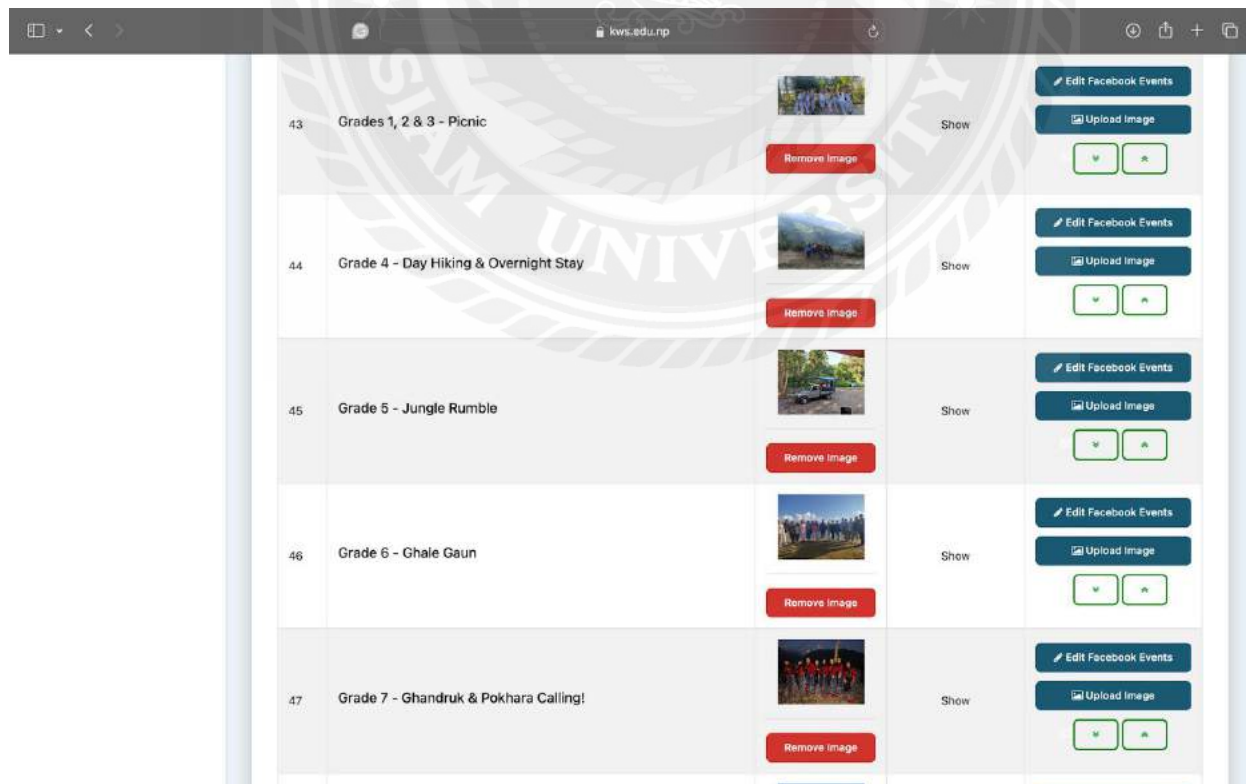 kws.edu.np
SIAM UNIVERSITY
43 Grades 1, 2 & 3 - Picnic Remove Image Show Edit Facebook Events Upload Image
44 Grade 4 - Day Hiking & Overnight Stay Remove Image Show Edit Facebook Events Upload Image
45 Grade 5 - Jungle Rumble Remove Image Show Edit Facebook Events Upload Image
46 Grade 6 - Ghale Gaun Remove Image Show Edit Facebook Events Upload Image
47 Grade 7 - Ghandruk & Pokhara Calling! Remove Image Show Edit Facebook Events Upload Image